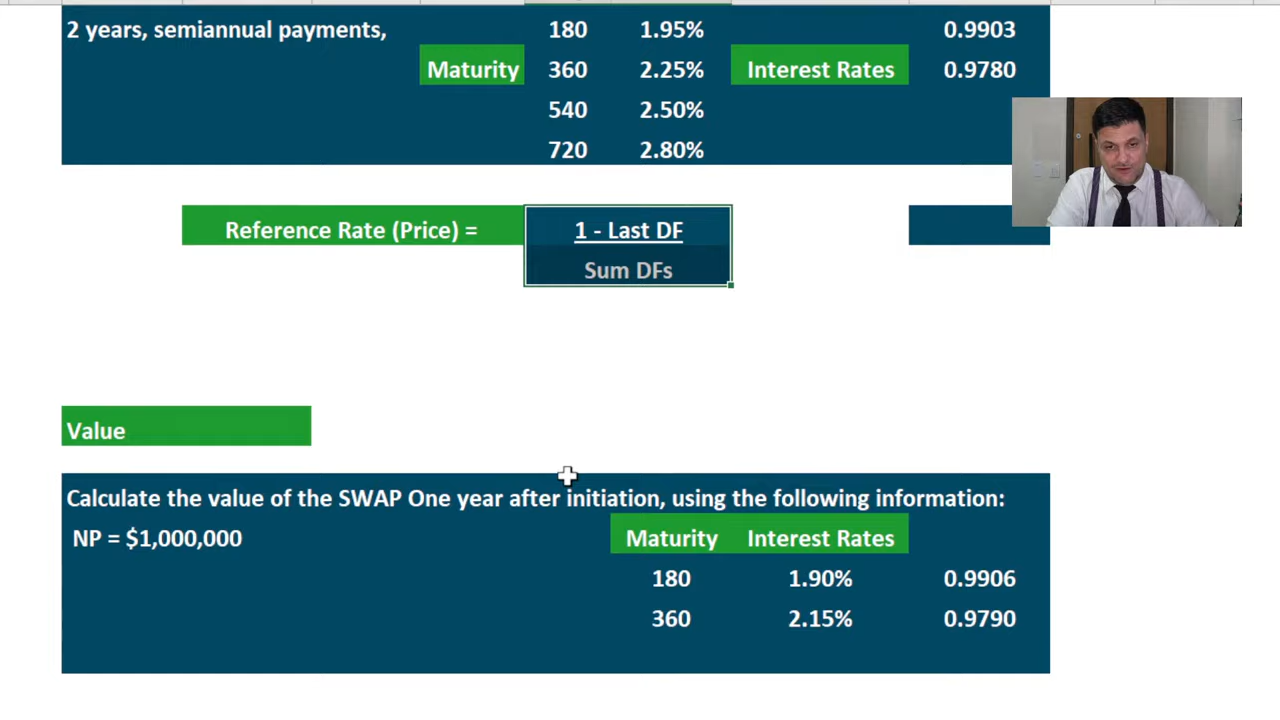 2 years, semiannual payments, 180 1.95% 0.9903
Maturity 360 2.25% Interest Rates 0.9780
540 2.50%
720 2.80%
Reference Rate (Price) = 1 - Last DF
Sum DFs
Value
Calculate the value of the SWAP One year after initiation, using the following information:
NP = $1,000,000 Maturity Interest Rates
180 1.90% 0.9906
360 2.15% 0.9790